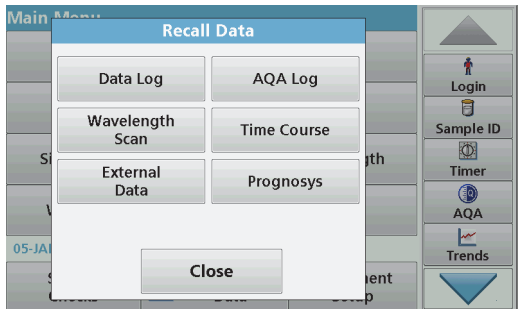 Main Menu
Recall Data
Data Log
AQA Log
Wavelength
Scan
Time Course
External
Data
Prognosys
Close
05-JA
Data
Login
Sample ID
Timer
AQA
Trends